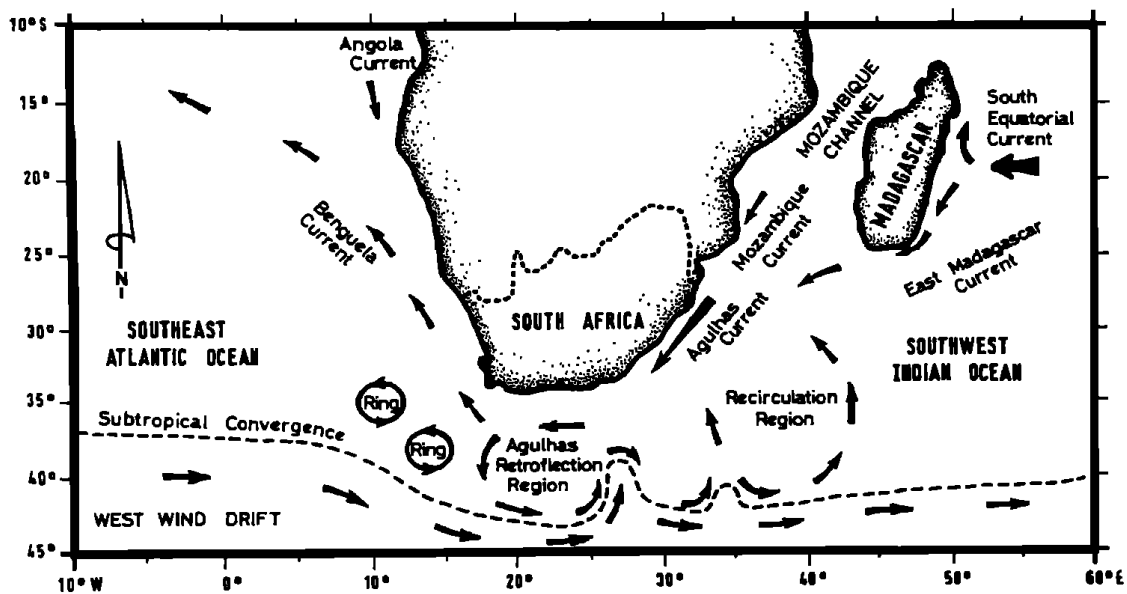 10°S
15°
20°
25°
30°
35°
40°
45°
10°W
0°
10°
20°
30°
40°
50°
60°E
Angola
Current
MOZAMBIQUE
CHANNEL
MADAGASCAR
South
Equatorial
Current
Benguela
Current
Mozambique
Current
East Madagascar
Current
N
SOUTH AFRICA
Agulhas
Current
SOUTHEAST
ATLANTIC OCEAN
SOUTHWEST
INDIAN OCEAN
Ring
Ring
Recirculation
Region
Subtropical Convergence
Agulhas
Retroflection
Region
WEST WIND DRIFT